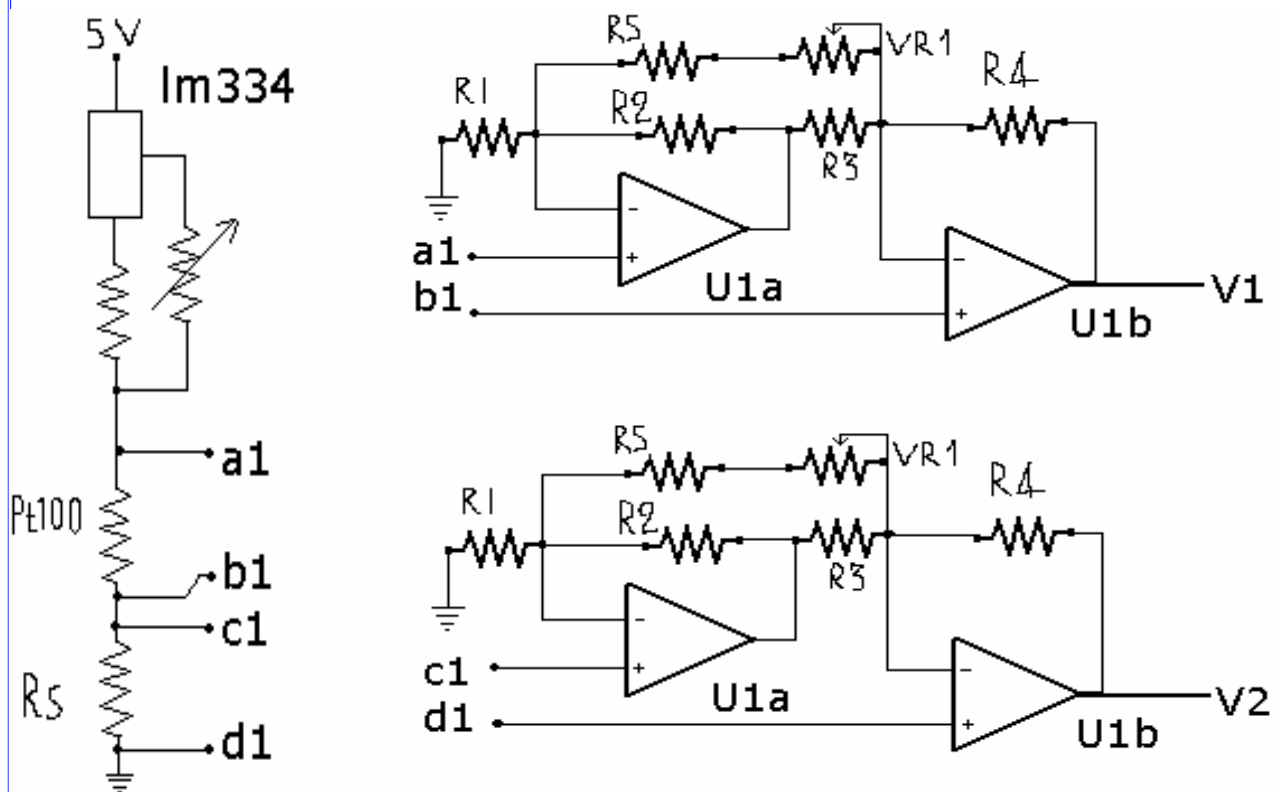 5V
lm334
a1
Pt100
b1
c1
Rs
d1
R5
VR1
R1
R2
R3
R4
-
+
a1
b1
U1a
-
+
U1b
V1
R5
VR1
R1
R2
R3
R4
-
+
c1
d1
U1a
-
+
U1b
V2